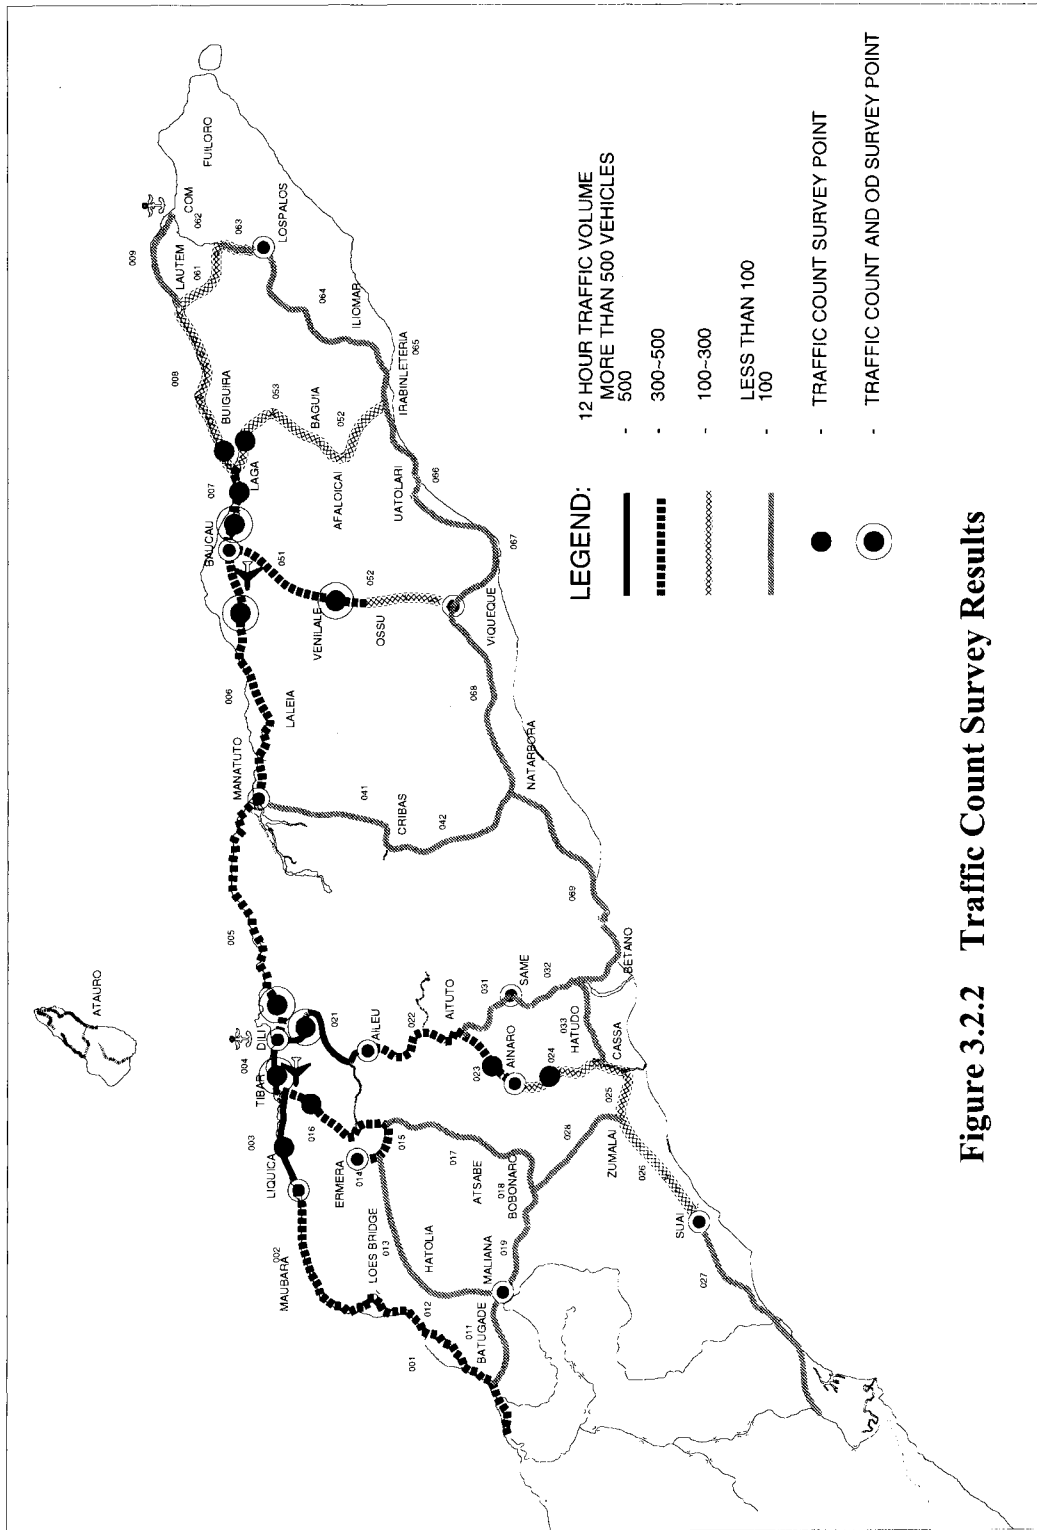 ATAURO
FUILORO
COM
062
009
LAUTEM
061
063
LOSPALOS
008
064
ILIOMAR
BUIGUIRA
053
BAGUIA
052
IRABINLETERIA
065
007
LAGA
AFALOICAI
UATOLARI
066
BAUCAU
051
067
VENILALE
052
OSSU
VIQUEQUE
006
LALEIA
068
MANATUTO
041
CRIBAS
042
NATARBORA
005
069
DILI
021
AILEU
022
AITUTO
031
SAME
032
BETANO
004
TIBAR
023
AINARO
024
033
HATUDO
CASSA
003
016
LIQUICA
ERMERA
014
015
017
ATSABE
018
BOBONARO
028
025
ZUMALAI
026
SUAI
027
MAUBARA
002
LOES BRIDGE
013
HATOLIA
MALIANA
019
012
011
BATUGADE
001
LEGEND:
12 HOUR TRAFFIC VOLUME
MORE THAN 500 VEHICLES
- 500
- 300~500
- 100~300
LESS THAN 100
- 100
- TRAFFIC COUNT SURVEY POINT
- TRAFFIC COUNT AND OD SURVEY POINT
Figure 3.2.2 Traffic Count Survey Results